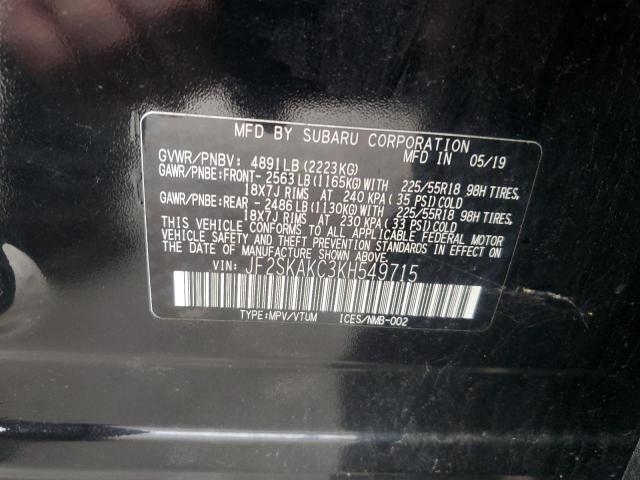 MFD BY SUBARU CORPORATION
GVWR/PNBV: 4891LB(2223KG) MFD IN 05/19
GAWR/PNBE:FRONT-2563LB(1165KG)WITH 225/55R18 98H TIRES,
18X7J RIMS AT 240 KPA(35 PSI)COLD
GAWR/PNBE:REAR -2486LB(1130KG)WITH 225/55R18 98H TIRES,
18X7J RIMS AT 230 KPA(33 PSI)COLD
THIS VEHICLE CONFORMS TO ALL APPLICABLE FEDERAL MOTOR
VEHICLE SAFETY AND THEFT PREVENTION STANDARDS IN EFFECT
ON THE DATE OF MANUFACTURE SHOWN ABOVE.
VIN: JF2SKAKC3KH549715
TYPE:MPV/VTUM ICES/NMB-002